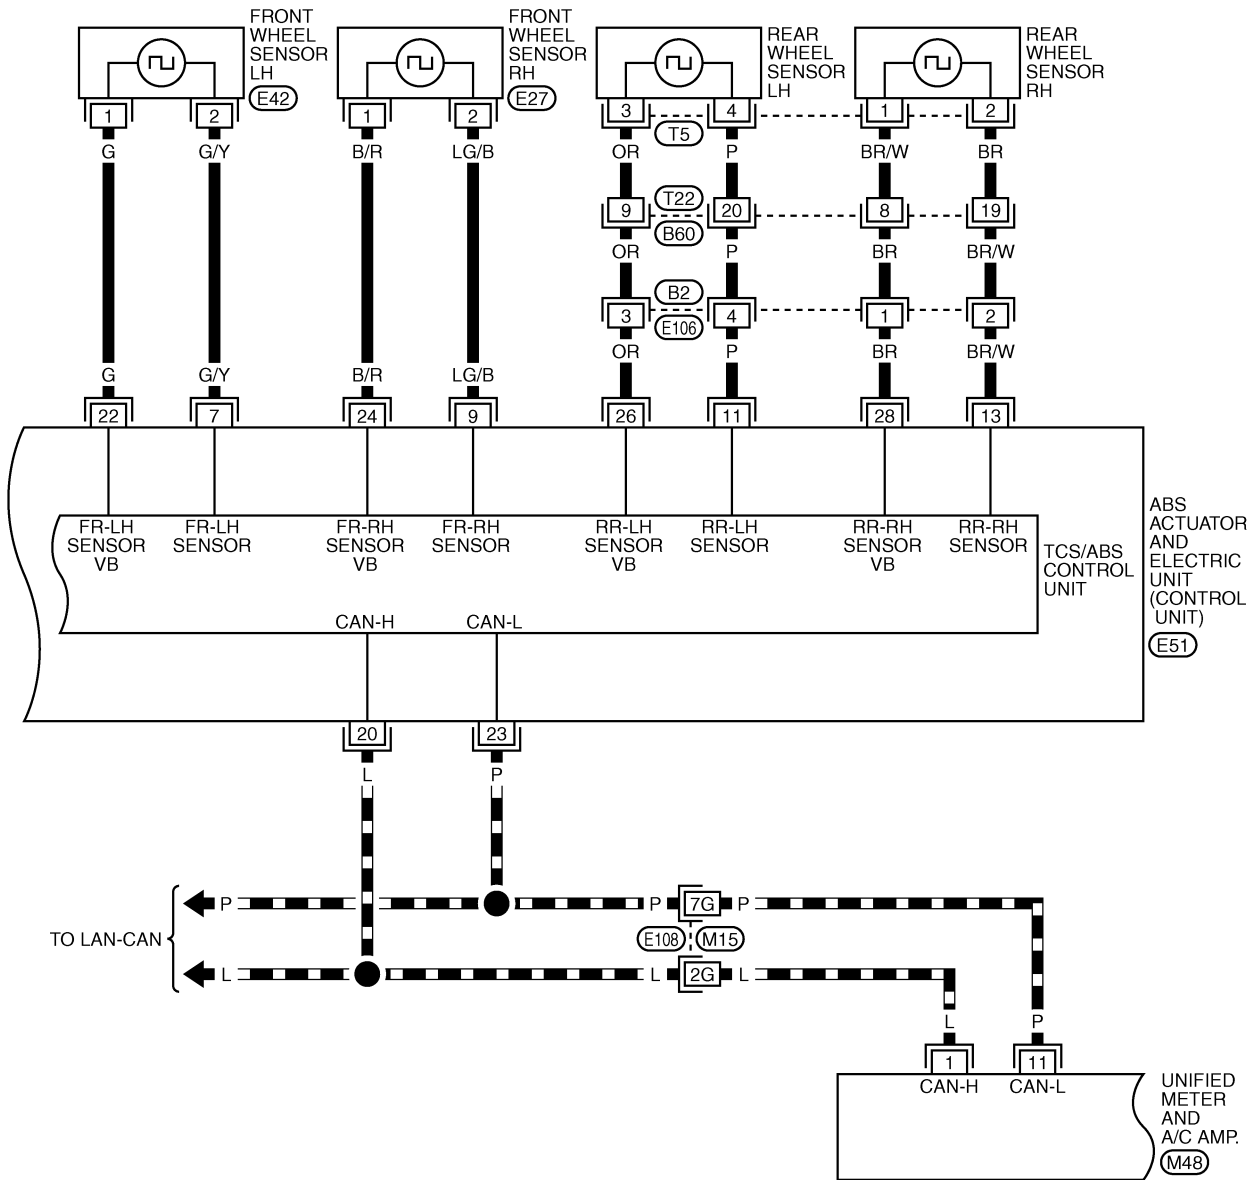 FRONT
WHEEL
SENSOR
LH
E42
FRONT
WHEEL
SENSOR
RH
E27
REAR
WHEEL
SENSOR
LH
REAR
WHEEL
SENSOR
RH
1 2 1 2 3 4 1 2
T5
G G/Y B/R LG/B OR P BR/W BR
T22
9 20 8 19
B60
OR P BR BR/W
B2
3 4 1 2
E106
OR P BR BR/W
G G/Y B/R LG/B
22 7 24 9 26 11 28 13
FR-LH
SENSOR
VB
FR-LH
SENSOR
FR-RH
SENSOR
VB
FR-RH
SENSOR
RR-LH
SENSOR
VB
RR-LH
SENSOR
RR-RH
SENSOR
VB
RR-RH
SENSOR
TCS/ABS
CONTROL
UNIT
ABS
ACTUATOR
AND
ELECTRIC
UNIT
(CONTROL
UNIT)
E51
CAN-H CAN-L
20 23
L P
P P 7G P
TO LAN-CAN
E108 M15
L L 2G L
L P
1 11
CAN-H CAN-L
UNIFIED
METER
AND
A/C AMP.
M48